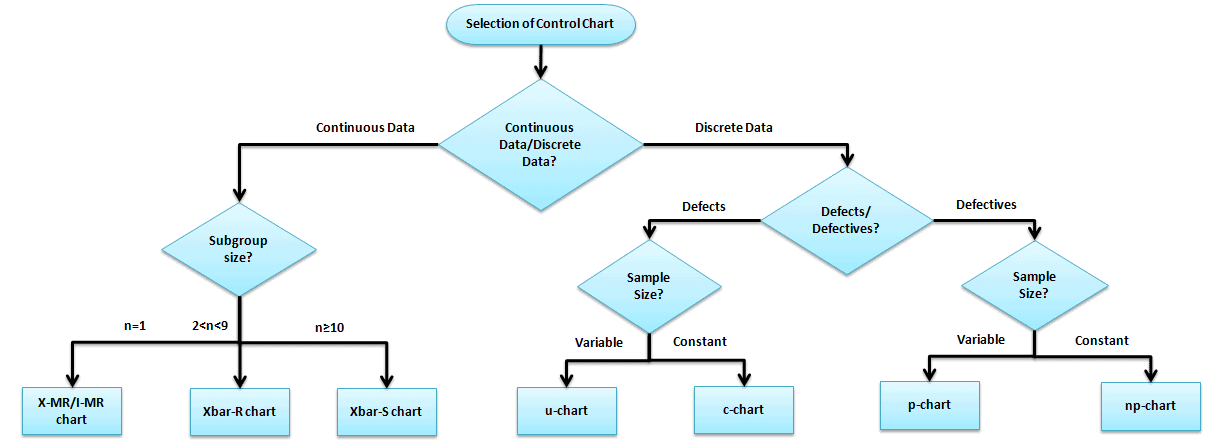 Selection of Control Chart
Continuous Data
Continuous
Data/Discrete
Data?
Discrete Data
Defects
Defects/
Defectives?
Defectives
Subgroup
size?
Sample
Size?
Sample
Size?
n=1
2<n<9
n≥10
Variable
Constant
Variable
Constant
X-MR/I-MR
chart
Xbar-R chart
Xbar-S chart
u-chart
c-chart
p-chart
np-chart